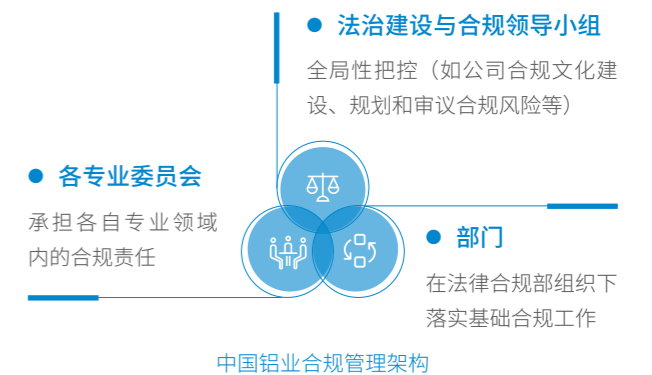 法治建设与合规领导小组
全局性把控（如公司合规文化建
设、规划和审议合规风险等）
各专业委员会
承担各自专业领域
内的合规责任
部门
在法律合规部组织下
落实基础合规工作
中国铝业合规管理架构